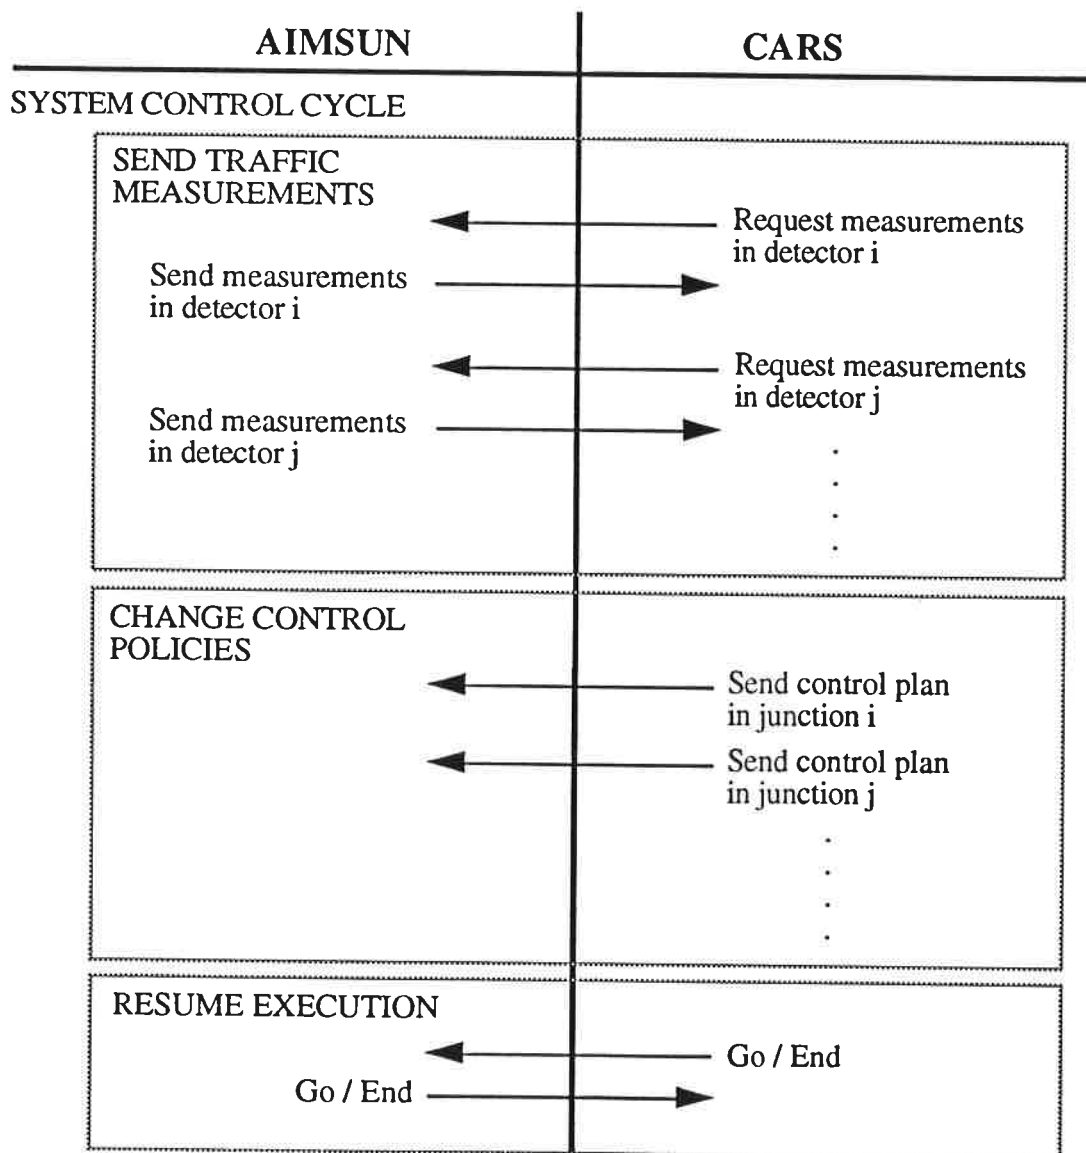 AIMSUN
CARS
SYSTEM CONTROL CYCLE
SEND TRAFFIC
MEASUREMENTS
Request measurements
in detector i
Send measurements
in detector i
Request measurements
in detector j
Send measurements
in detector j
CHANGE CONTROL
POLICIES
Send control plan
in junction i
Send control plan
in junction j
RESUME EXECUTION
Go / End
Go / End